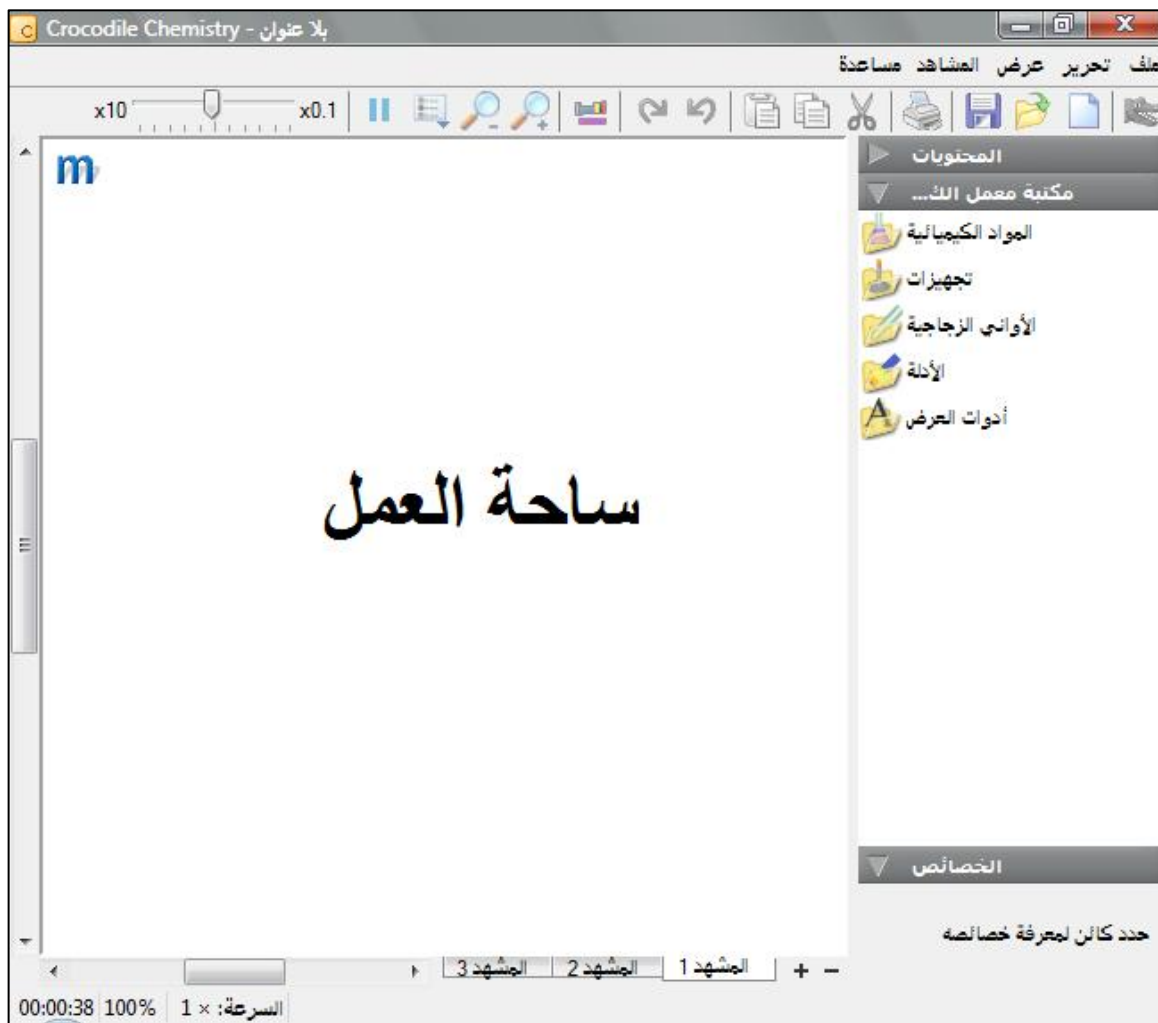 Crocodile Chemistry - بلا عنوان
ملف تحرير عرض المشاهد مساعدة
x10
x0.1
m
المحتويات
مكتبة معمل الك...
المواد الكيميائية
تجهيزات
الأواني الزجاجية
الأدلة
أدوات العرض
ساحة العمل
الخصائص
حدد كائن لمعرفة خصائصه
المشهد 1
المشهد 2
المشهد 3
السرعة: × 1
100%
00:00:38